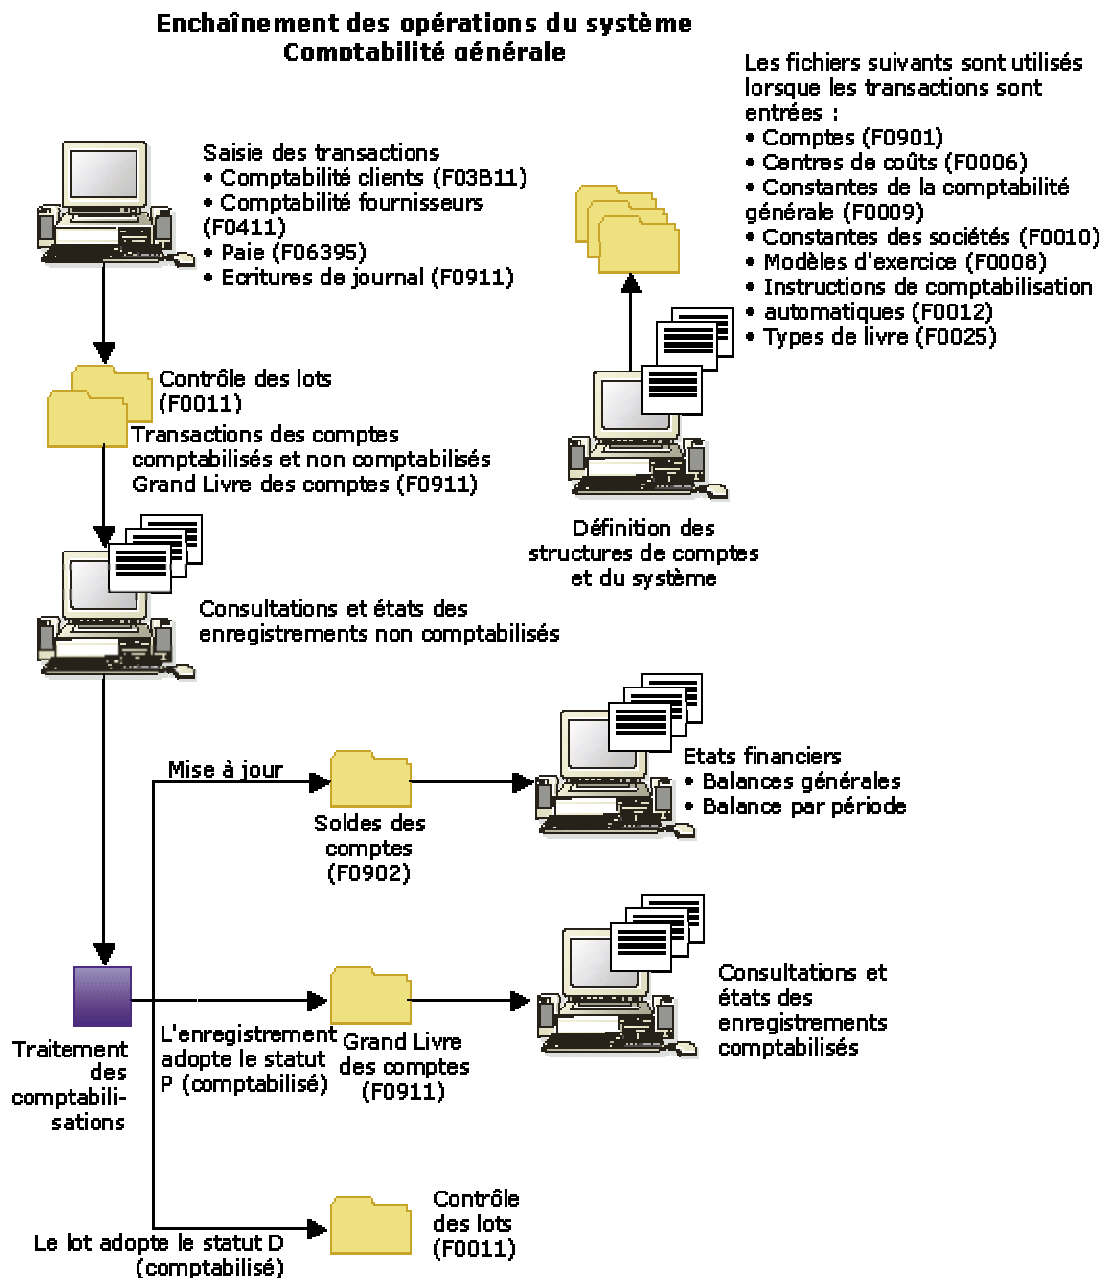 Enchaînement des opérations du système
Comptabilité générale
Les fichiers suivants sont utilisés
lorsque les transactions sont
entrées :
• Comptes (F0901)
• Centres de coûts (F0006)
• Constantes de la comptabilité
générale (F0009)
• Constantes des sociétés (F0010)
• Modèles d'exercice (F0008)
• Instructions de comptabilisation
• automatiques (F0012)
• Types de livre (F0025)
Saisie des transactions
• Comptabilité clients (F03B11)
• Comptabilité fournisseurs
(F0411)
• Paie (F06395)
• Ecritures de journal (F0911)
Contrôle des lots
(F0011)
Transactions des comptes
comptabilisés et non comptabilisés
Grand Livre des comptes (F0911)
Définition des
structures de comptes
et du système
Consultations et états des
enregistrements non comptabilisés
Mise à jour
Soldes des
comptes
(F0902)
Etats financiers
• Balances générales
• Balance par période
Traitement
des
comptabili-
sations
L'enregistrement
adopte le statut
P (comptabilisé)
Grand Livre
des comptes
(F0911)
Consultations et
états des
enregistrements
comptabilisés
Le lot adopte le statut D
(comptabilisé)
Contrôle
des lots
(F0011)